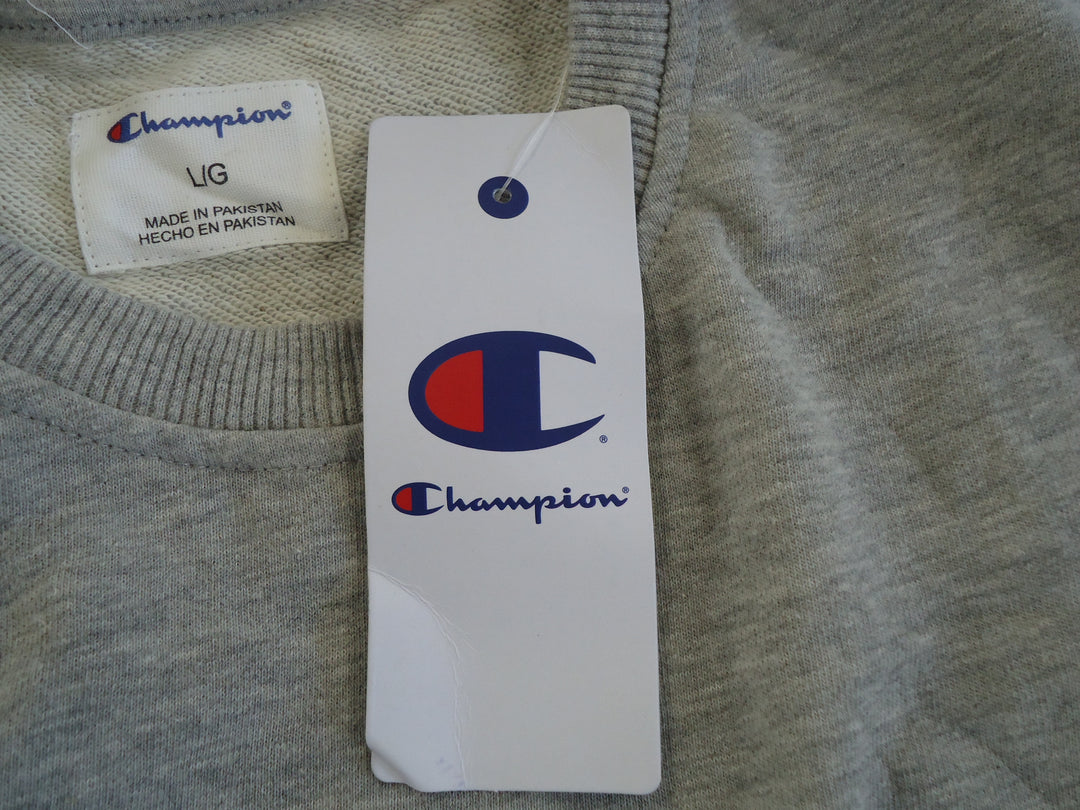 Champion®
L/G
MADE IN PAKISTAN
HECHO EN PAKISTAN
®
Champion®